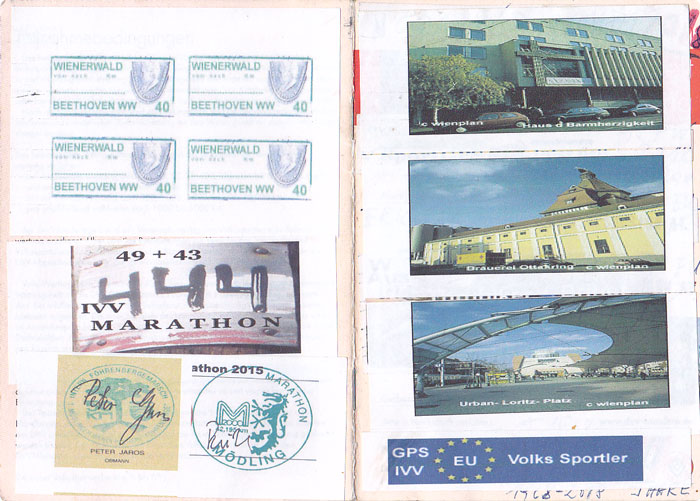 WIENERWALD
BEETHOVEN WW 40
WIENERWALD
BEETHOVEN WW 40
WIENERWALD
BEETHOVEN WW 40
WIENERWALD
BEETHOVEN WW 40
49 + 43
444
IVV
MARATHON
PETER JAROS
OBMANN
athon 2015
MARATHON
MÖDLING
c wienplan Haus d Barmherzigkeit
Brauerei Ottakring c wienplan
Urban- Loritz- Platz c wienplan
GPS
IVV
EU
Volks Sportler
1968-2015